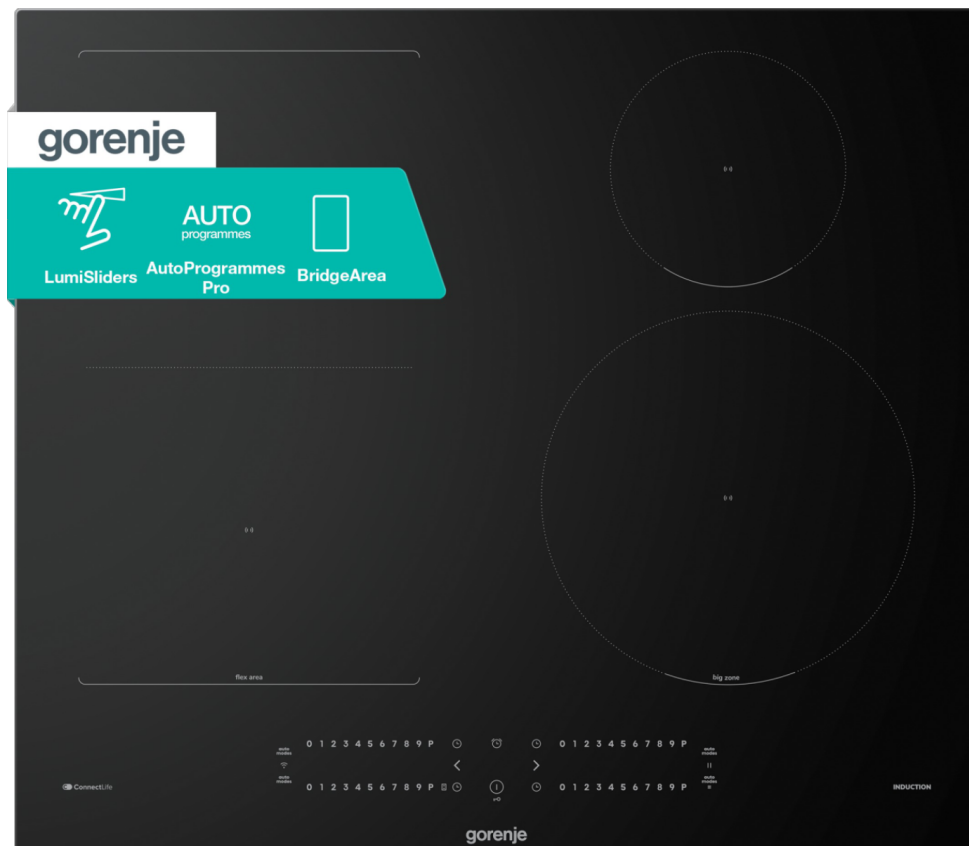 gorenje
AUTO
programmes
LumiSliders
AutoProgrammes
Pro
BridgeArea
flex area
big zone
auto
modes
0 1 2 3 4 5 6 7 8 9 P
0 1 2 3 4 5 6 7 8 9 P
auto
modes
auto
modes
0 1 2 3 4 5 6 7 8 9 P
0 1 2 3 4 5 6 7 8 9 P
auto
modes
ConnectLife
INDUCTION
gorenje